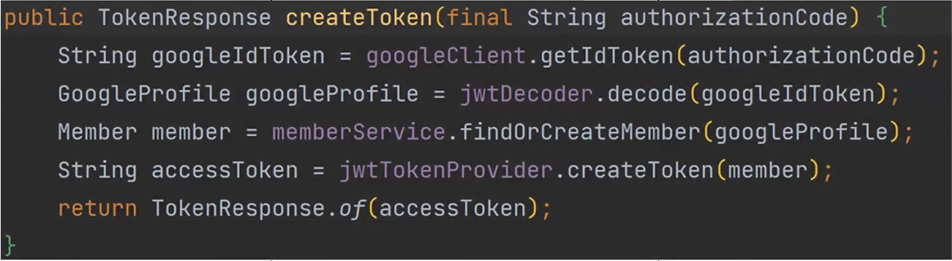 public TokenResponse createToken(final String authorizationCode) {
    String googleIdToken = googleClient.getIdToken(authorizationCode);
    GoogleProfile googleProfile = jwtDecoder.decode(googleIdToken);
    Member member = memberService.findOrCreateMember(googleProfile);
    String accessToken = jwtTokenProvider.createToken(member);
    return TokenResponse.of(accessToken);
}